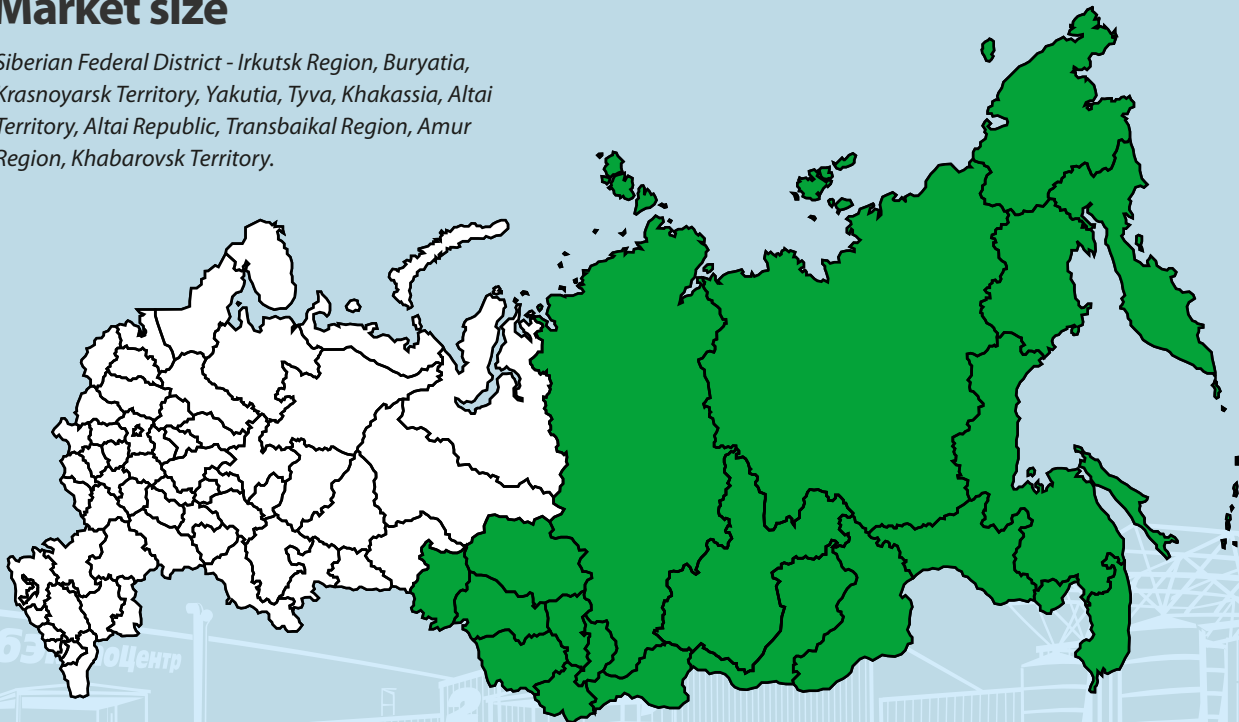 Market size
Siberian Federal District - Irkutsk Region, Buryatia,
Krasnoyarsk Territory, Yakutia, Tyva, Khakassia, Altai
Territory, Altai Republic, Transbaikal Region, Amur
Region, Khabarovsk Territory.
2